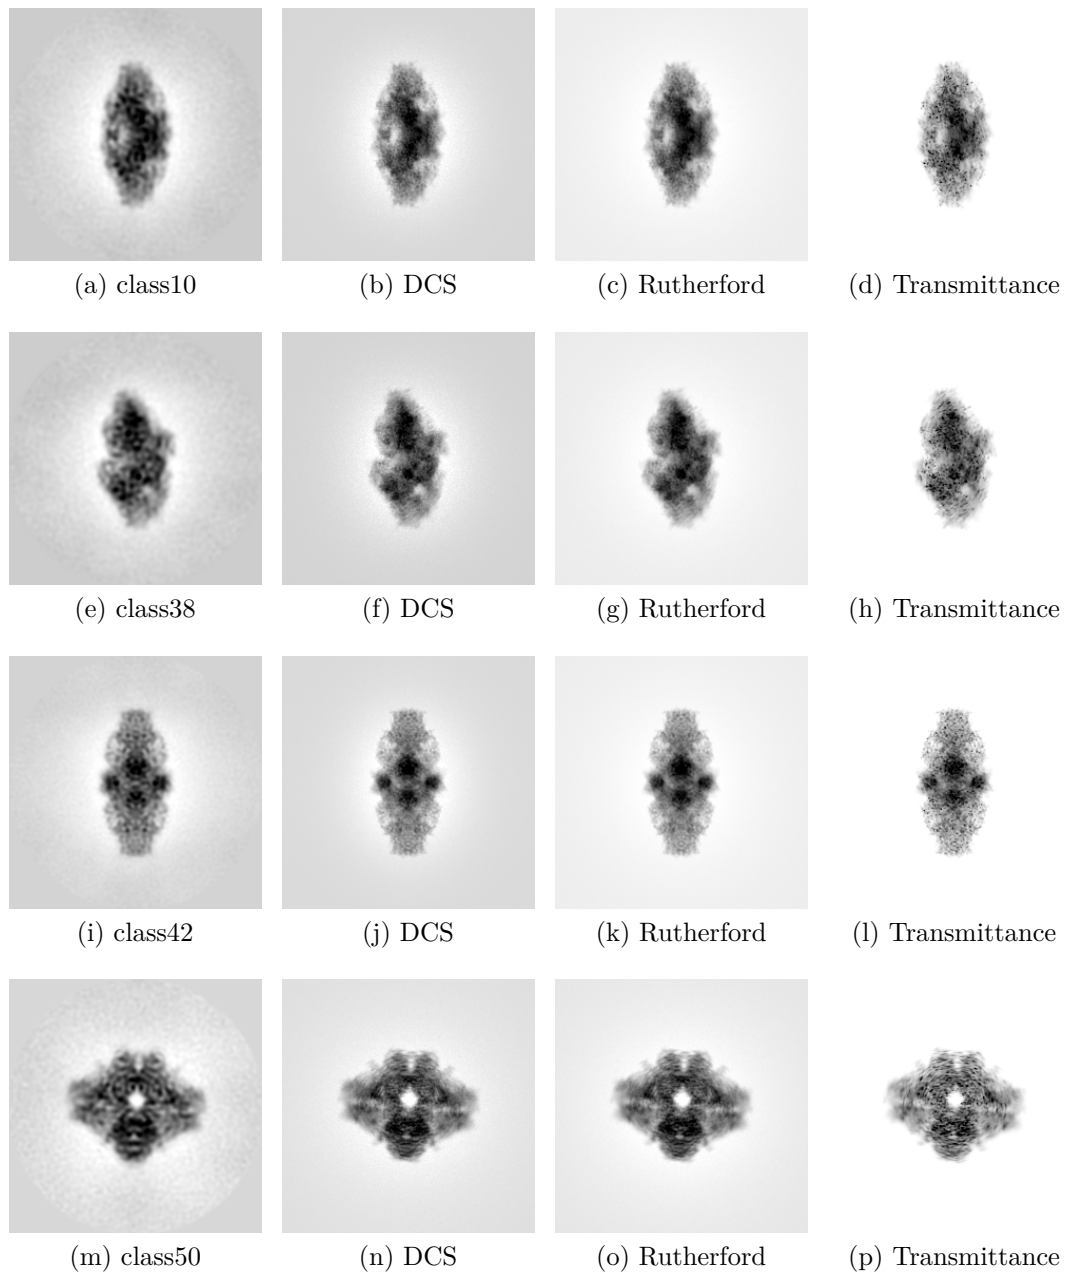 (a) class10 (b) DCS (c) Rutherford (d) Transmittance
(e) class38 (f) DCS (g) Rutherford (h) Transmittance
(i) class42 (j) DCS (k) Rutherford (l) Transmittance
(m) class50 (n) DCS (o) Rutherford (p) Transmittance